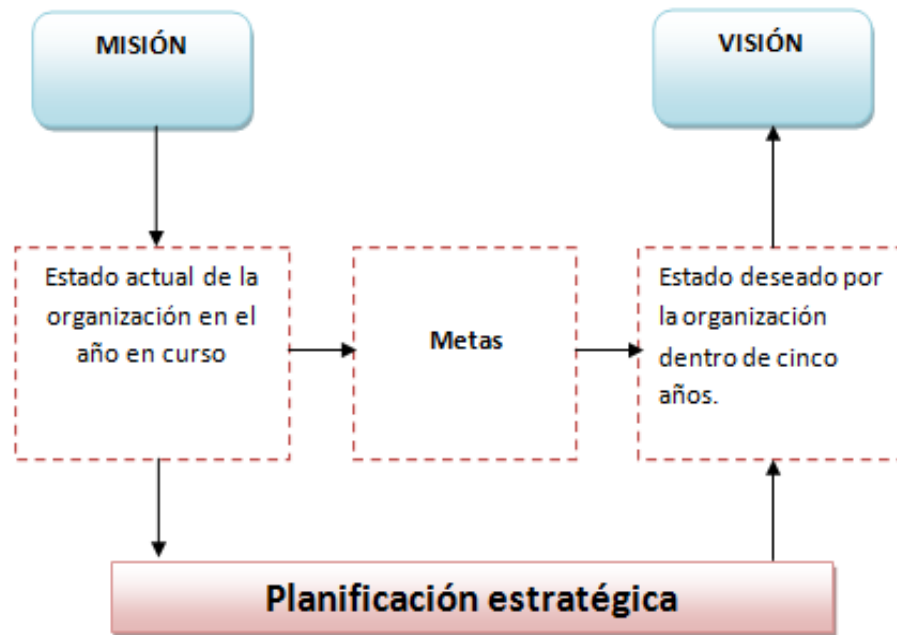 MISIÓN
VISIÓN
Estado actual de la
organización en el
año en curso
Metas
Estado deseado por
la organización
dentro de cinco
años.
Planificación estratégica